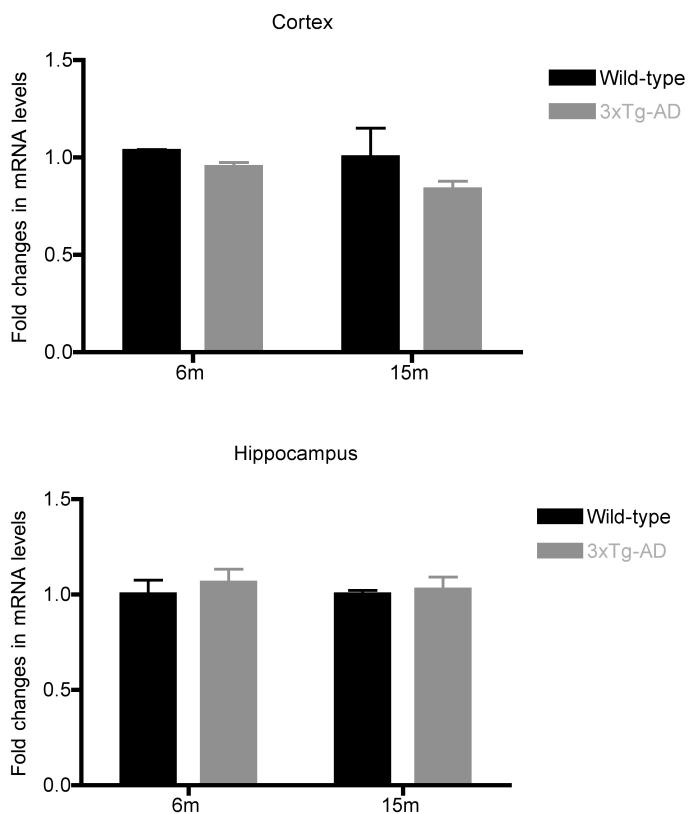 Cortex
Fold changes in mRNA levels
1.5
1.0
0.5
0.0
6m
15m
Wild-type
3xTg-AD
Hippocampus
Fold changes in mRNA levels
1.5
1.0
0.5
0.0
6m
15m
Wild-type
3xTg-AD